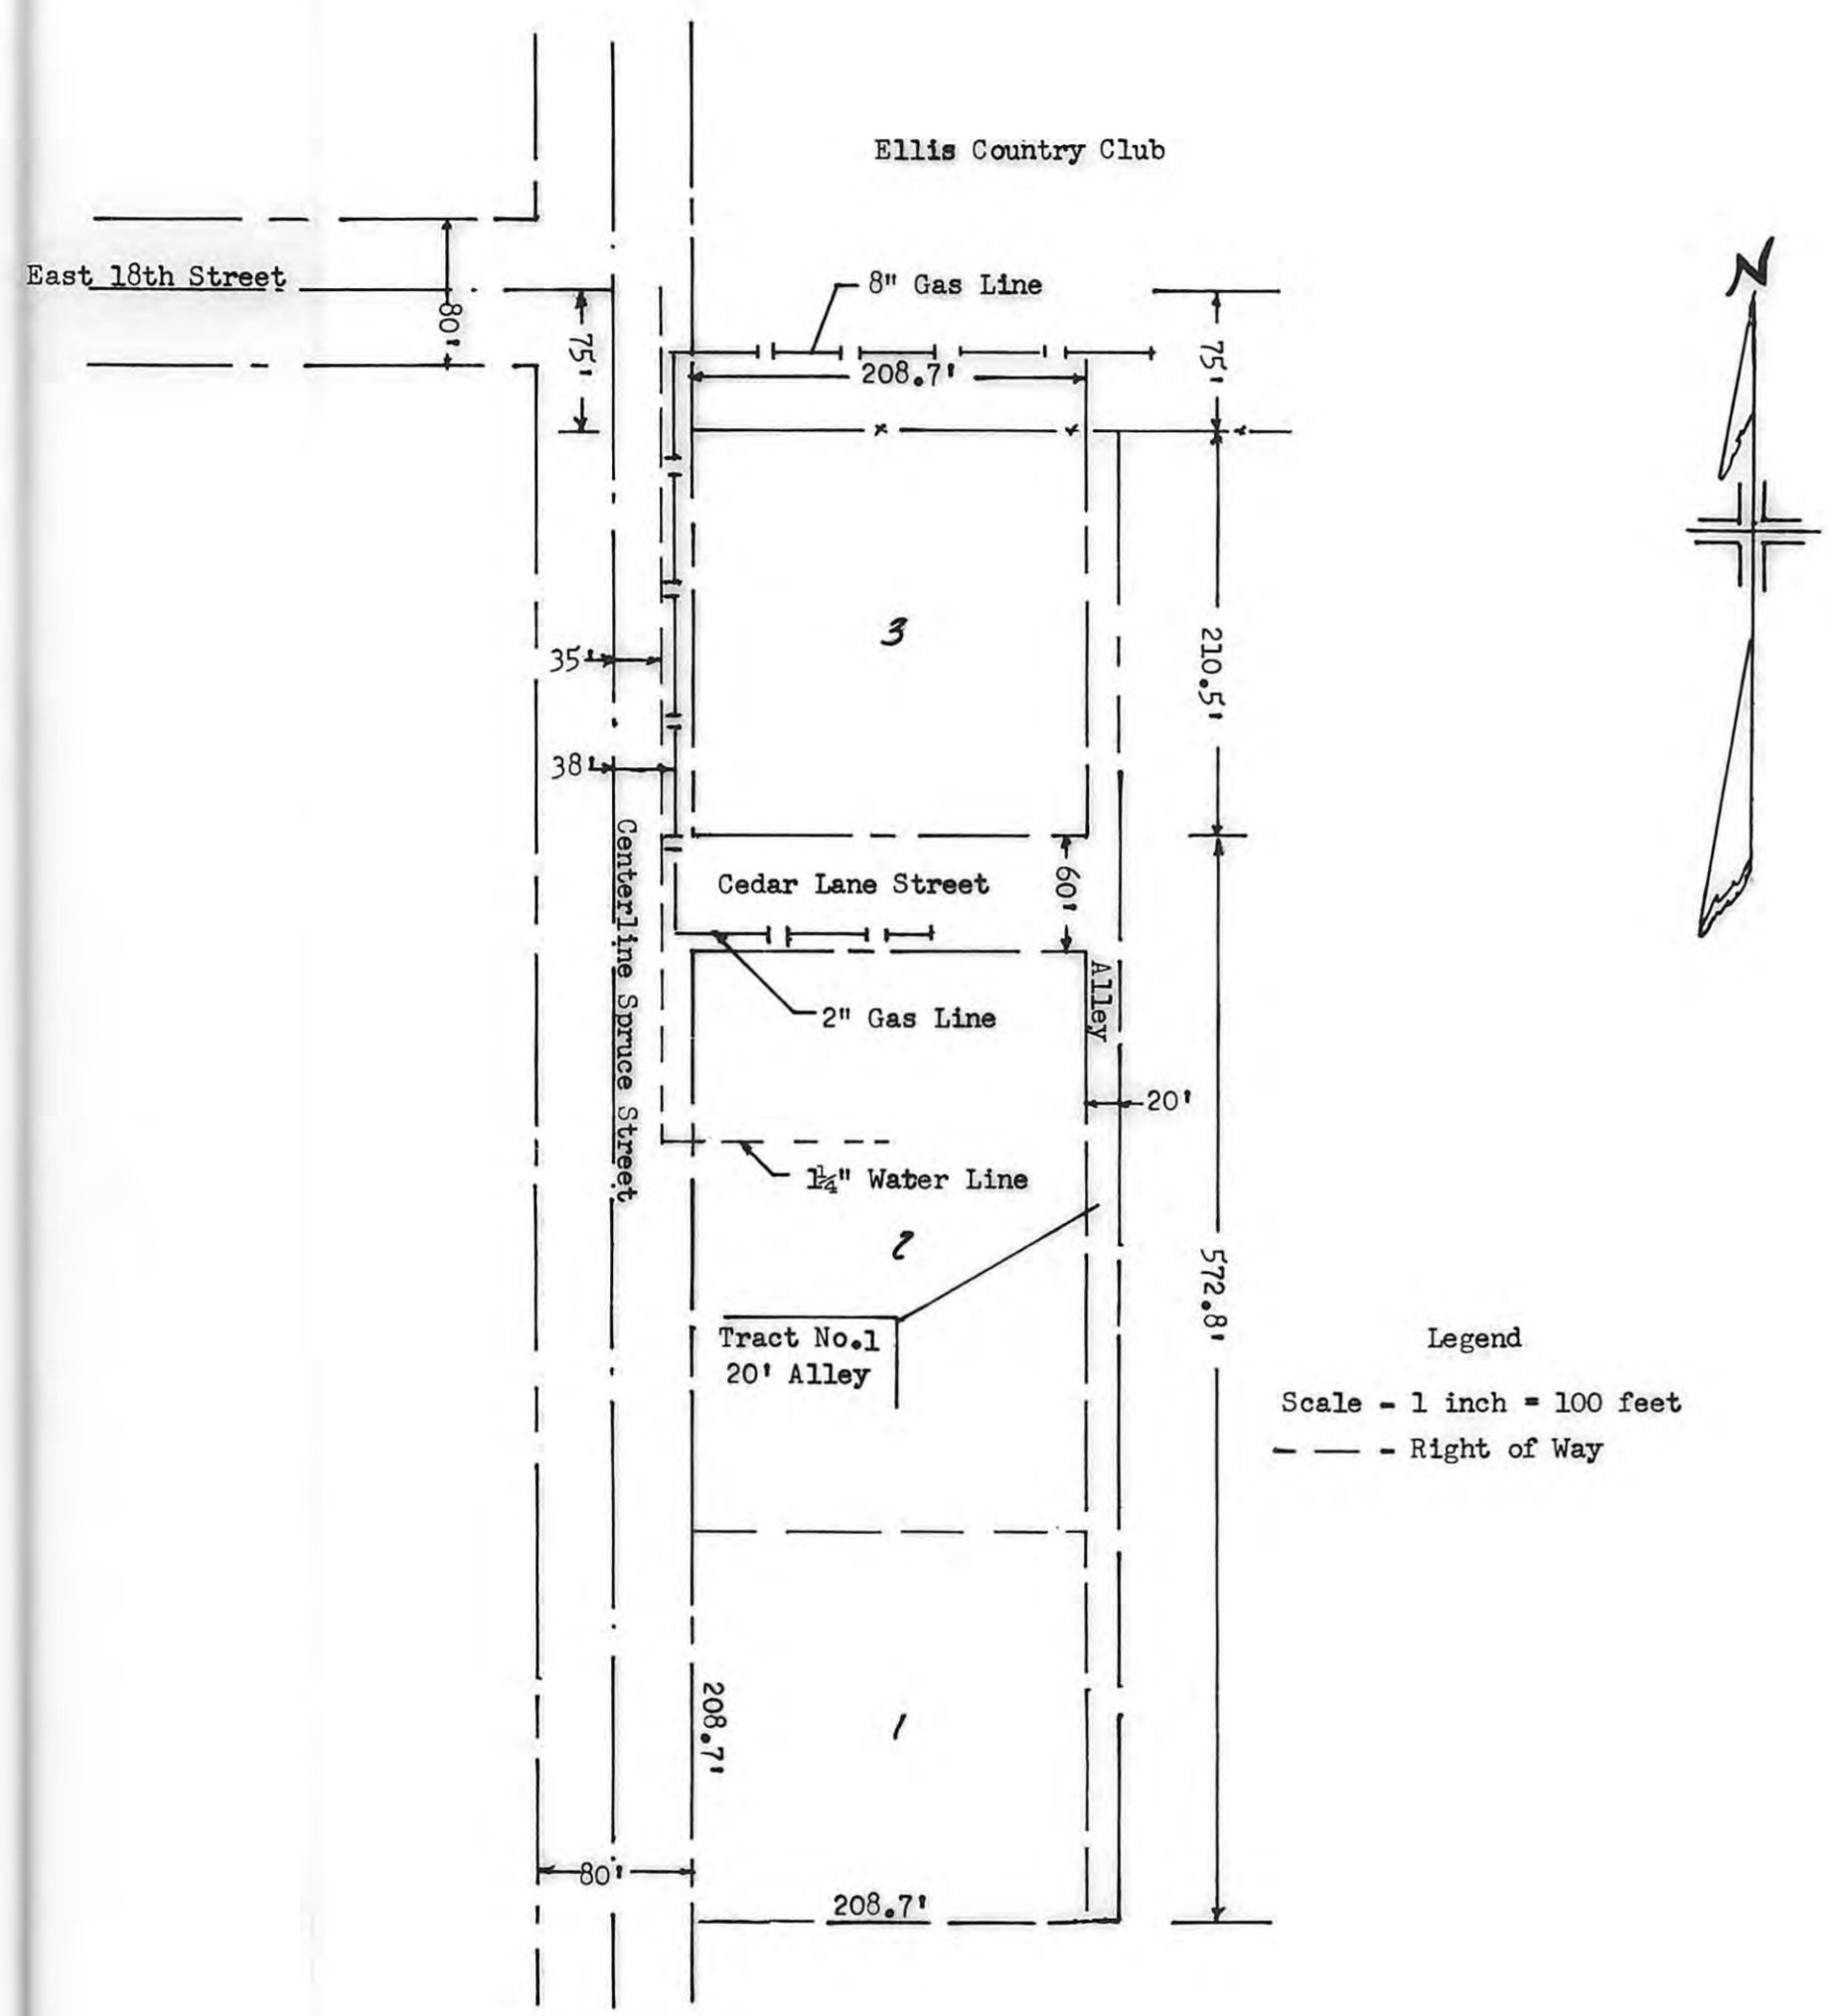 N
Ellis Country Club
East 18th Street
8" Gas Line
80'
75'
75'
208.7'
3
35'
210.5'
38'
Centerline Spruce Street
Cedar Lane Street
60'
2" Gas Line
Alley
20'
1¼" Water Line
2
572.8'
Tract No.1
20' Alley
Legend
Scale - 1 inch = 100 feet
- Right of Way
1
208.7'
80'
208.7'